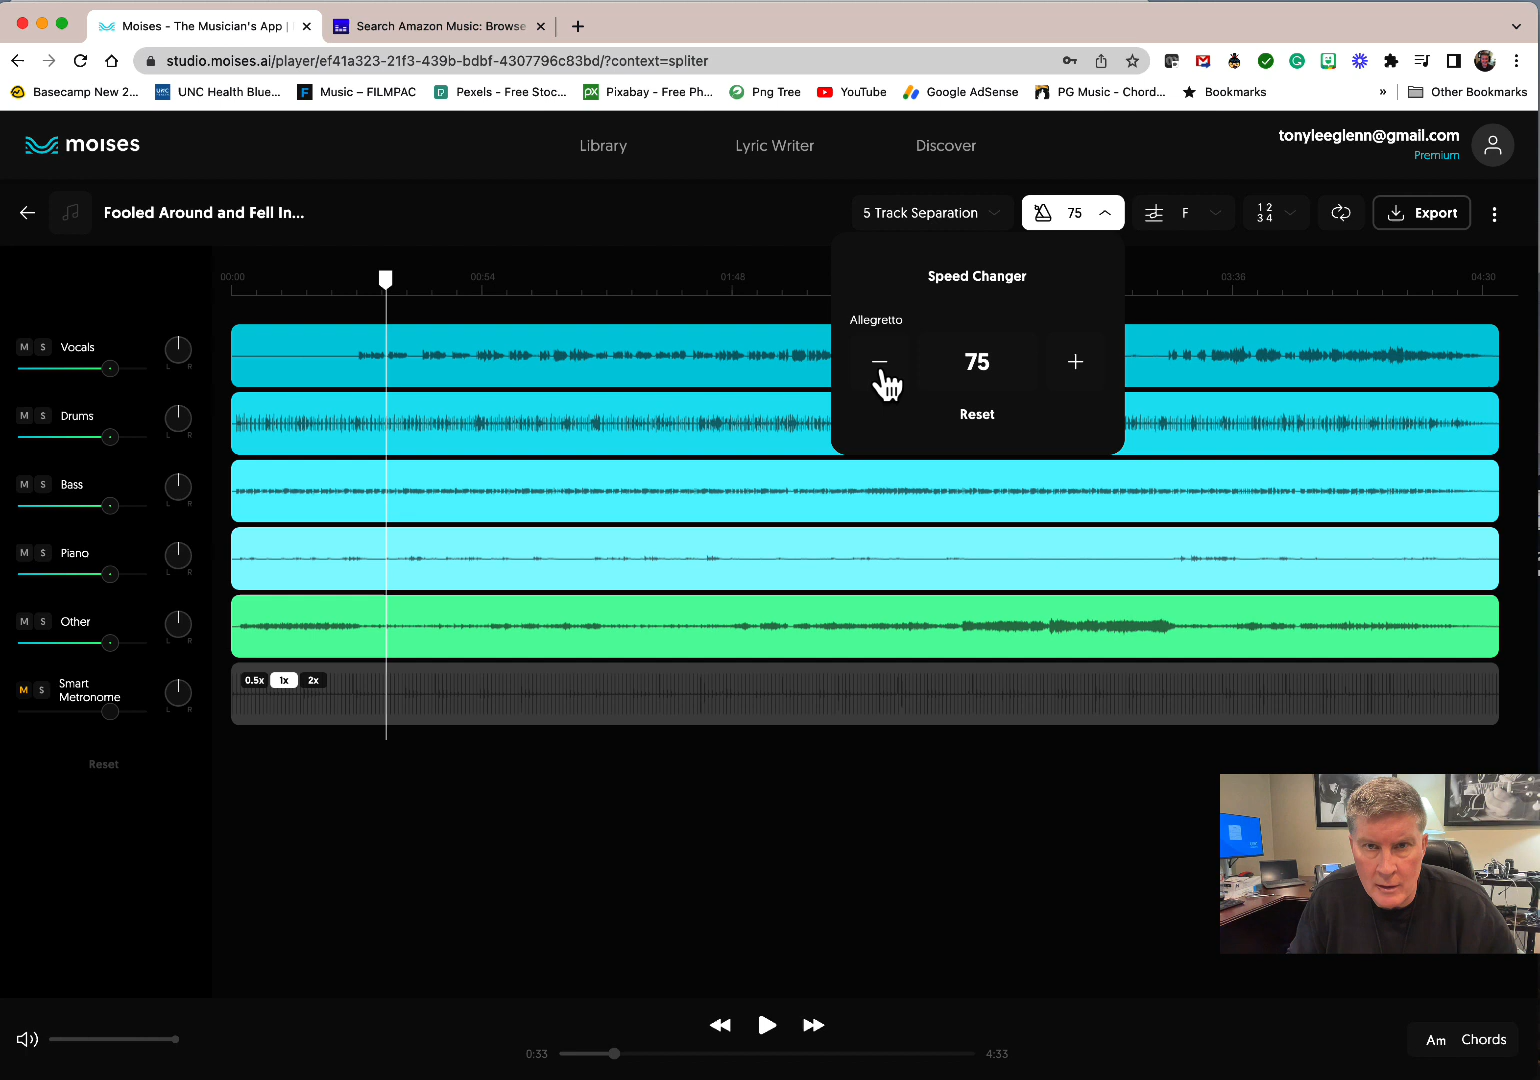 Moises - The Musician's App |
Search Amazon Music: Browse
studio.moises.ai/player/ef41a323-21f3-439b-bdbf-4307796c83bd/?context=spliter
Basecamp New 2...
UNC Health Blue...
Music – FILMPAC
Pexels - Free Stoc...
Pixabay - Free Ph...
Png Tree
YouTube
Google AdSense
PG Music - Chord...
Bookmarks
»
Other Bookmarks
moises
Library
Lyric Writer
Discover
tonyleeglenn@gmail.com
Premium
Fooled Around and Fell In...
5 Track Separation
75
F
1 2
3 4
Export
00:00
00:54
01:48
03:36
04:30
Speed Changer
Allegretto
75
Reset
M S Vocals
L R
M S Drums
L R
M S Bass
L R
M S Piano
L R
M S Other
L R
M S Smart
Metronome
L R
0.5x 1x 2x
Reset
0:33
4:33
Am Chords